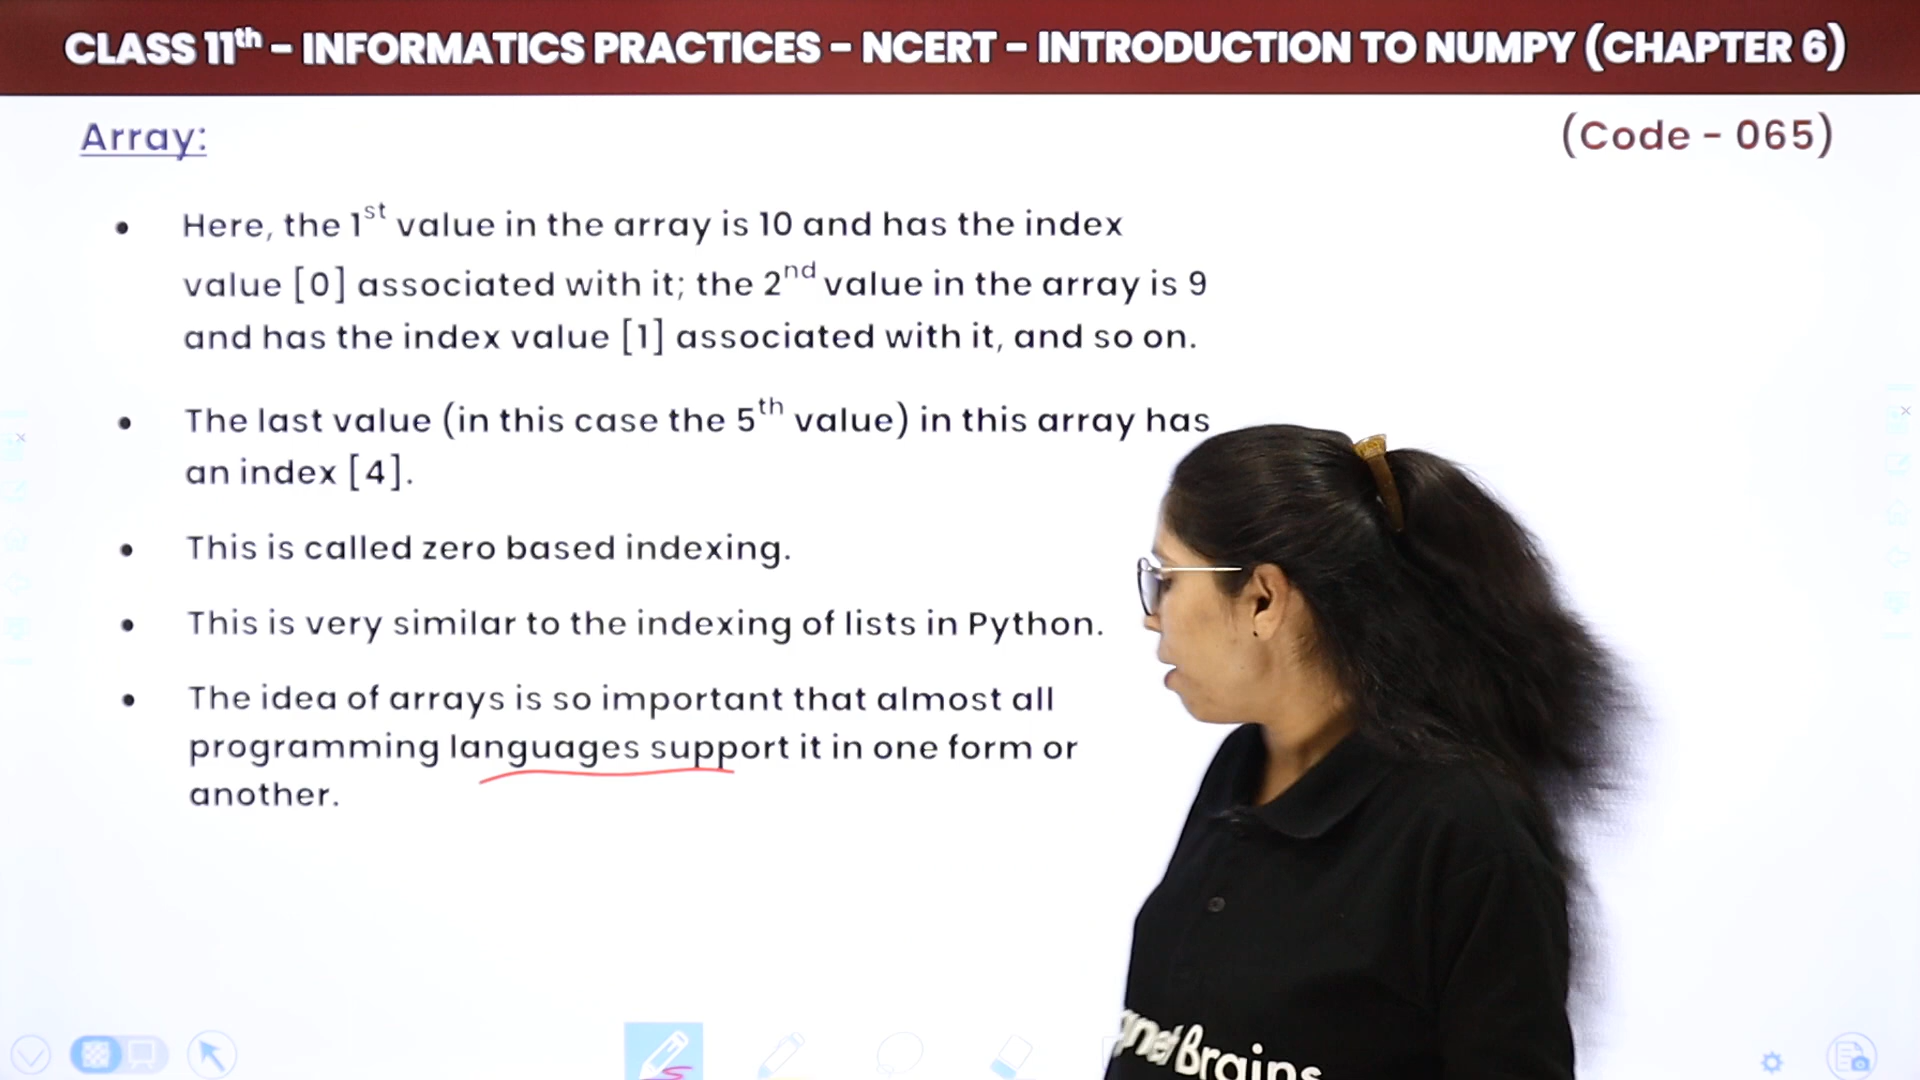 CLASS 11th - INFORMATICS PRACTICES - NCERT - INTRODUCTION TO NUMPY (CHAPTER 6)
Array:
(Code - 065)
• Here, the 1st value in the array is 10 and has the index
value [0] associated with it; the 2nd value in the array is 9
and has the index value [1] associated with it, and so on.
• The last value (in this case the 5th value) in this array has
an index [4].
• This is called zero based indexing.
• This is very similar to the indexing of lists in Python.
• The idea of arrays is so important that almost all
programming languages support it in one form or
another.
Brains